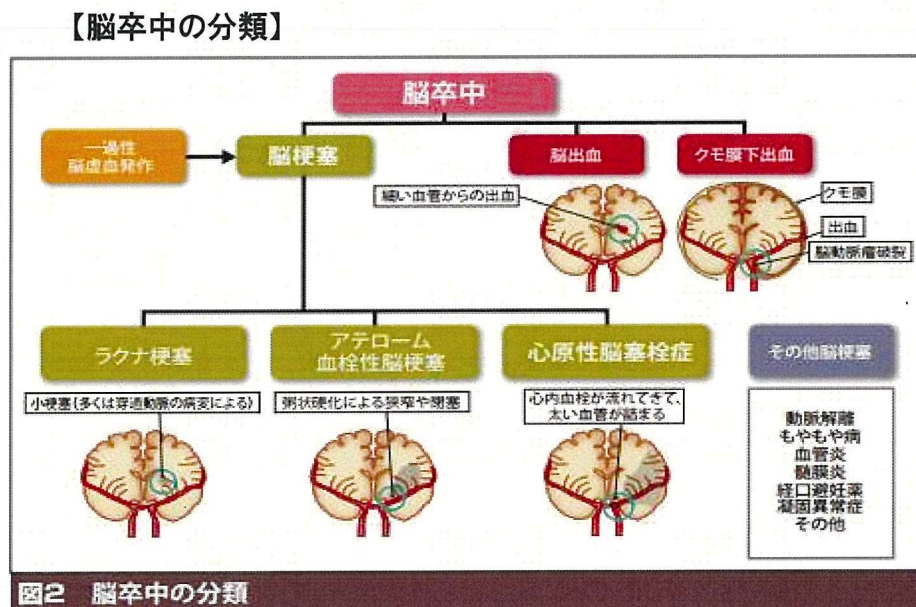 【脳卒中の分類】
脳卒中
一過性
脳虚血発作
脳梗塞
脳出血
クモ膜下出血
細い血管からの出血
クモ膜
出血
脳動脈瘤破裂
ラクナ梗塞
アテローム
血栓性脳梗塞
心原性脳塞栓症
その他脳梗塞
小梗塞(多くは穿通動脈の病変による)
粥状硬化による狭窄や閉塞
心内血栓が流れてきて、
太い血管が詰まる
動脈解離
もやもや病
血管炎
髄膜炎
経口避妊薬
凝固異常症
その他
図2 脳卒中の分類